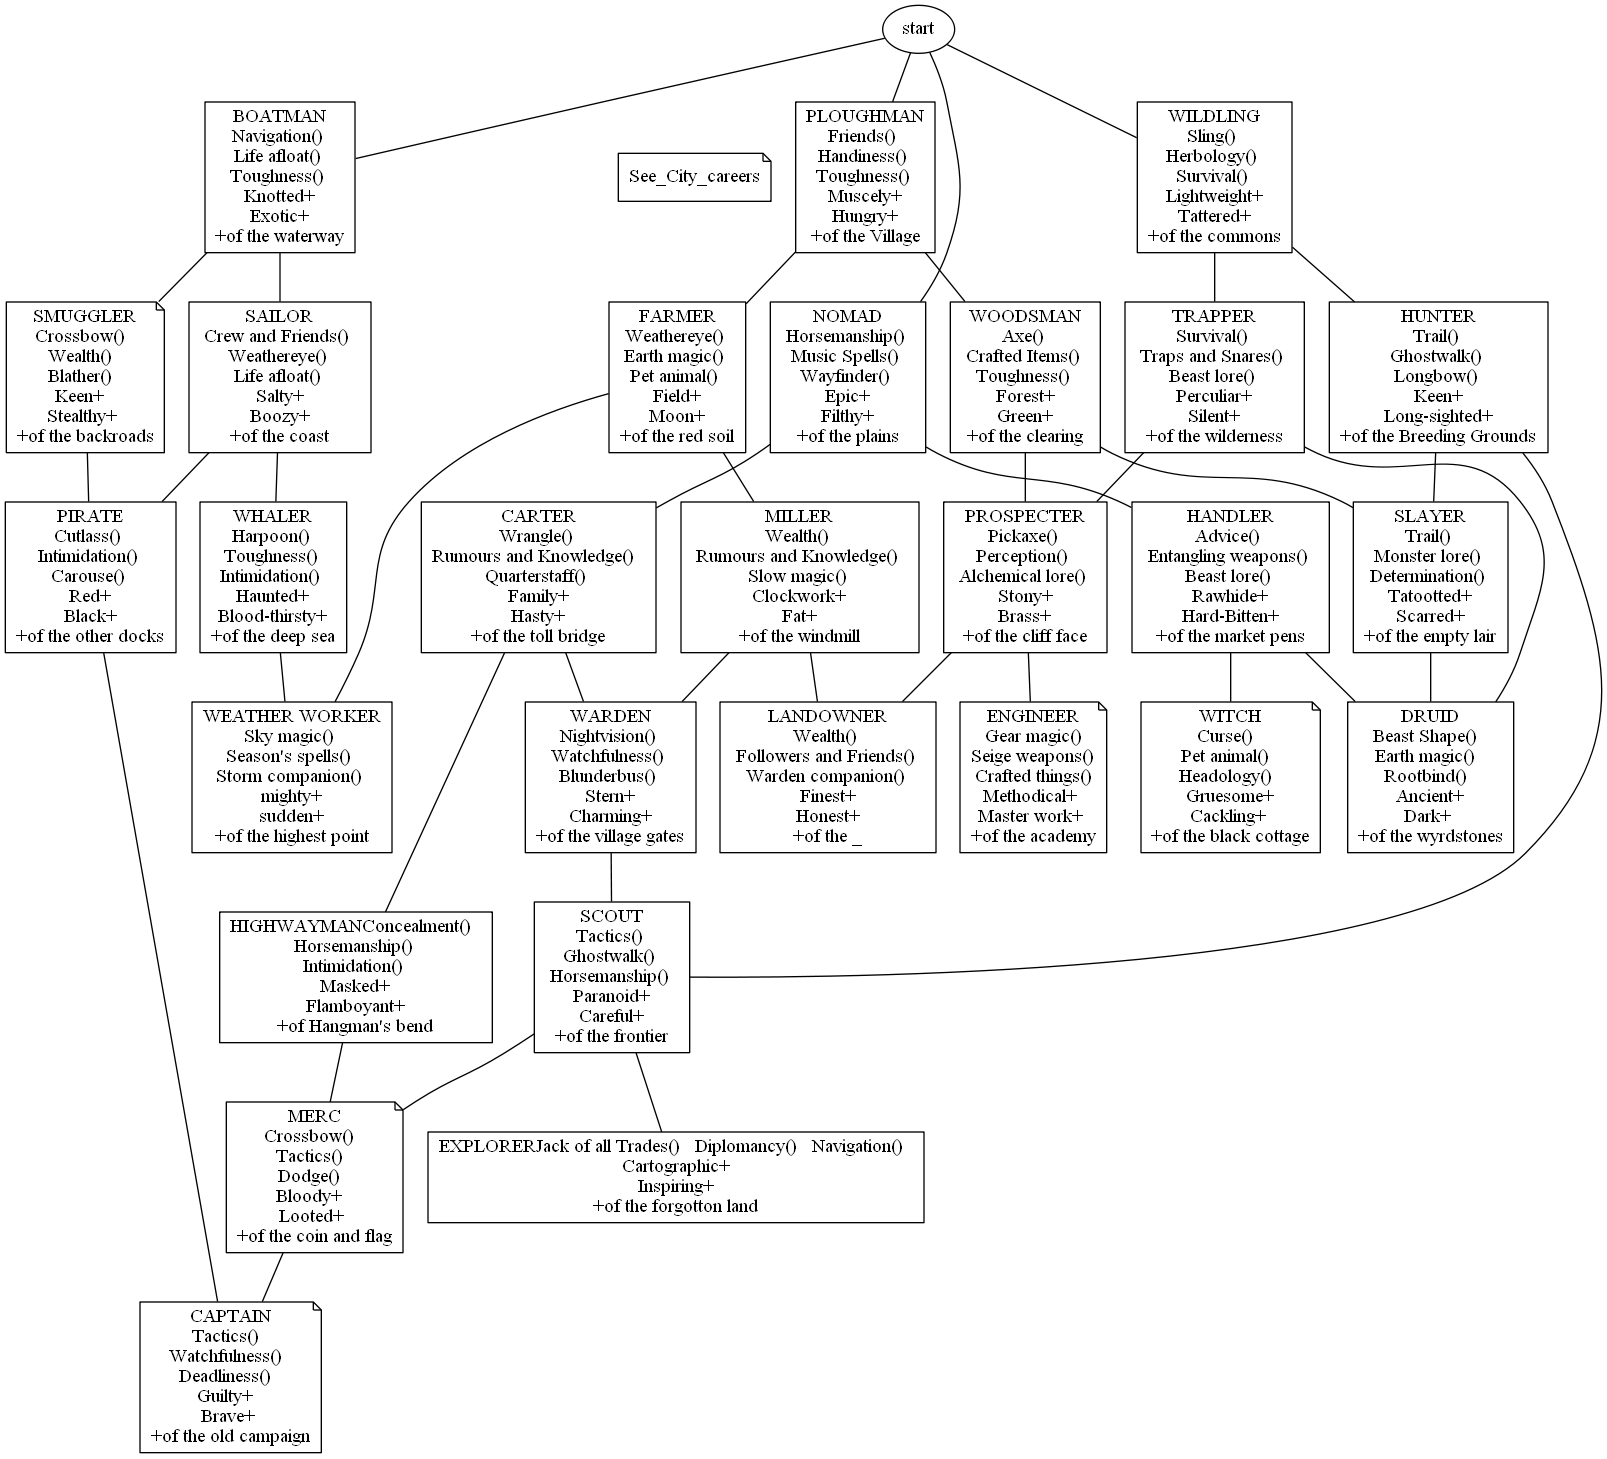 start
BOATMAN
Navigation()
Life afloat()
Toughness()
Knotted+
Exotic+
+of the waterway
See_City_careers
PLOUGHMAN
Friends()
Handiness()
Toughness()
Muscely+
Hungry+
+of the Village
WILDLING
Sling()
Herbology()
Survival()
Lightweight+
Tattered+
+of the commons
SMUGGLER
Crossbow()
Wealth()
Blather()
Keen+
Stealthy+
+of the backroads
SAILOR
Crew and Friends()
Weathereye()
Life afloat()
Salty+
Boozy+
+of the coast
FARMER
Weathereye()
Earth magic()
Pet animal()
Field+
Moon+
+of the red soil
NOMAD
Horsemanship()
Music Spells()
Wayfinder()
Epic+
Filthy+
+of the plains
WOODSMAN
Axe()
Crafted Items()
Toughness()
Forest+
Green+
+of the clearing
TRAPPER
Survival()
Traps and Snares()
Beast lore()
Perculiar+
Silent+
+of the wilderness
HUNTER
Trail()
Ghostwalk()
Longbow()
Keen+
Long-sighted+
+of the Breeding Grounds
PIRATE
Cutlass()
Intimidation()
Carouse()
Red+
Black+
+of the other docks
WHALER
Harpoon()
Toughness()
Intimidation()
Haunted+
Blood-thirsty+
+of the deep sea
CARTER
Wrangle()
Rumours and Knowledge()
Quarterstaff()
Family+
Hasty+
+of the toll bridge
MILLER
Wealth()
Rumours and Knowledge()
Slow magic()
Clockwork+
Fat+
+of the windmill
PROSPECTER
Pickaxe()
Perception()
Alchemical lore()
Stony+
Brass+
+of the cliff face
HANDLER
Advice()
Entangling weapons()
Beast lore()
Rawhide+
Hard-Bitten+
+of the market pens
SLAYER
Trail()
Monster lore()
Determination()
Tatootted+
Scarred+
+of the empty lair
WEATHER WORKER
Sky magic()
Season's spells()
Storm companion()
mighty+
sudden+
+of the highest point
WARDEN
Nightvision()
Watchfulness()
Blunderbus()
Stern+
Charming+
+of the village gates
LANDOWNER
Wealth()
Followers and Friends()
Warden companion()
Finest+
Honest+
+of the _
ENGINEER
Gear magic()
Seige weapons()
Crafted things()
Methodical+
Master work+
+of the academy
WITCH
Curse()
Pet animal()
Headology()
Gruesome+
Cackling+
+of the black cottage
DRUID
Beast Shape()
Earth magic()
Rootbind()
Ancient+
Dark+
+of the wyrdstones
HIGHWAYMANConcealment()
Horsemanship()
Intimidation()
Masked+
Flamboyant+
+of Hangman's bend
SCOUT
Tactics()
Ghostwalk()
Horsemanship()
Paranoid+
Careful+
+of the frontier
MERC
Crossbow()
Tactics()
Dodge()
Bloody+
Looted+
+of the coin and flag
EXPLORERJack of all Trades()   Diplomancy()   Navigation()
Cartographic+
Inspiring+
+of the forgotton land
CAPTAIN
Tactics()
Watchfulness()
Deadliness()
Guilty+
Brave+
+of the old campaign